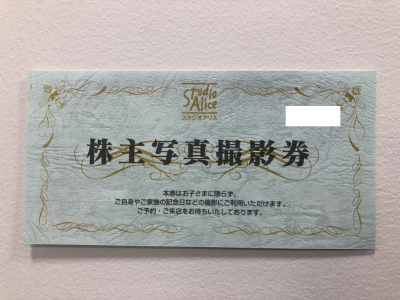 Studio
Alice
スタジオアリス
株主写真撮影券
本券はお子さまに限らず、
ご自身やご家族の記念日などの撮影にご利用いただけます。
ご予約・ご来店をお待ちいたしております。